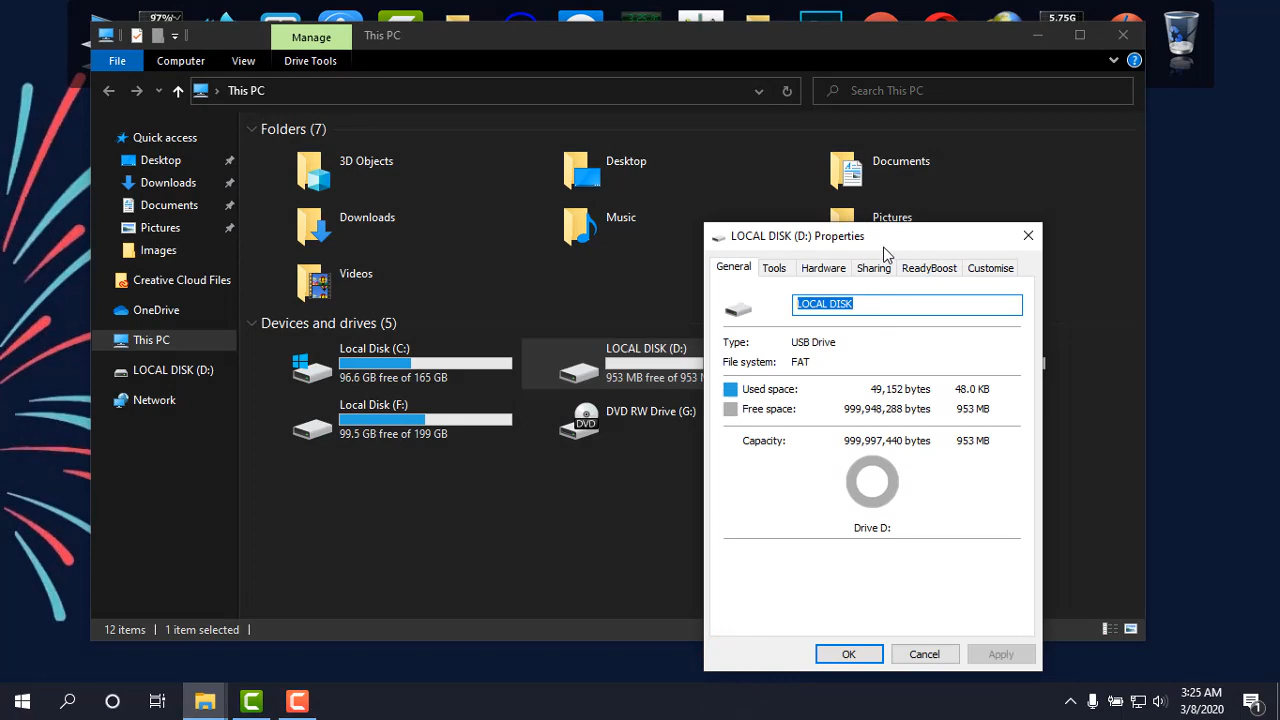 97%
5.75G
Manage
This PC
File
Computer
View
Drive Tools
This PC
Search This PC
Quick access
Desktop
Downloads
Documents
Pictures
Images
Creative Cloud Files
OneDrive
This PC
LOCAL DISK (D:)
Network
Folders (7)
3D Objects
Desktop
Documents
Downloads
Music
Pictures
Videos
Devices and drives (5)
Local Disk (C:)
96.6 GB free of 165 GB
LOCAL DISK (D:)
953 MB free of 953 M
Local Disk (F:)
99.5 GB free of 199 GB
DVD RW Drive (G:)
DVD
12 items
1 item selected
LOCAL DISK (D:) Properties
General
Tools
Hardware
Sharing
ReadyBoost
Customise
LOCAL DISK
Type: USB Drive
File system: FAT
Used space: 49,152 bytes 48.0 KB
Free space: 999,948,288 bytes 953 MB
Capacity: 999,997,440 bytes 953 MB
Drive D:
OK
Cancel
Apply
3:25 AM
3/8/2020
1